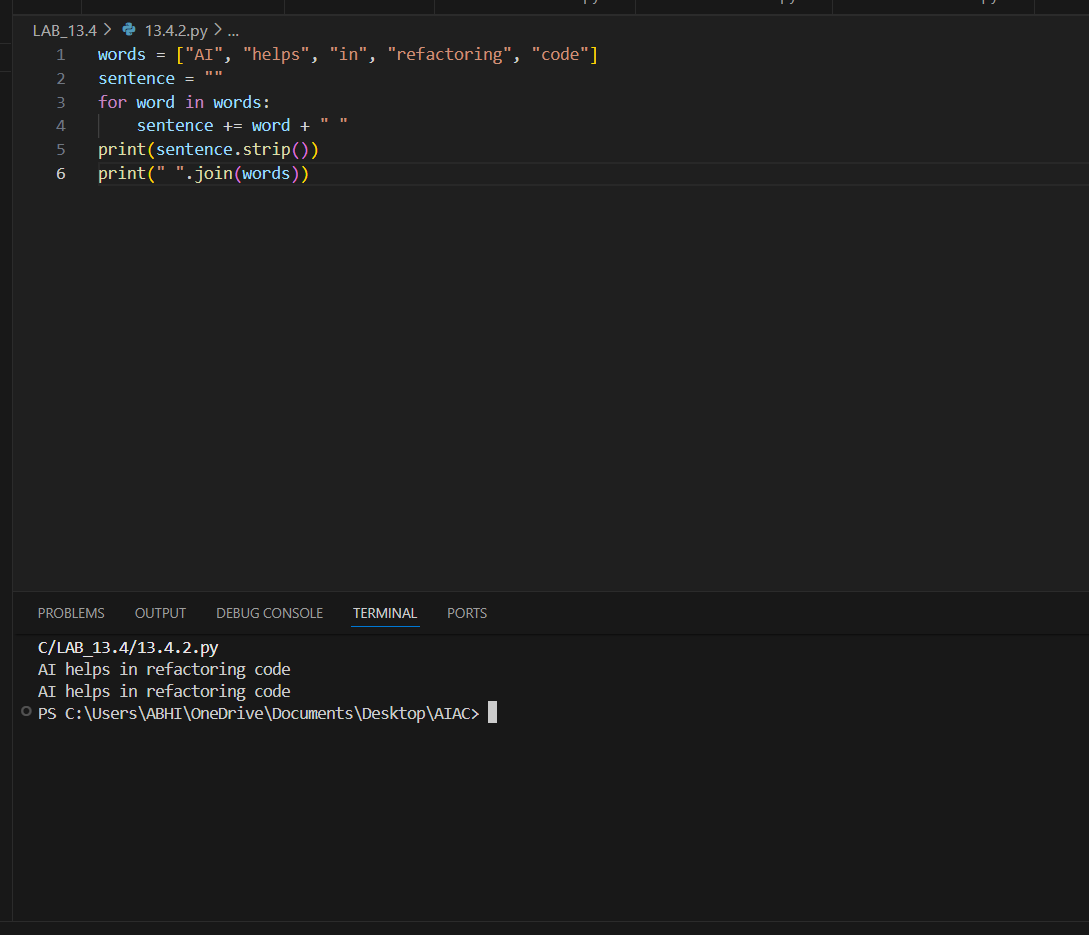 LAB_13.4 > 13.4.2.py > ...
1 words = ["AI", "helps", "in", "refactoring", "code"]
2 sentence = ""
3 for word in words:
4     sentence += word + " "
5 print(sentence.strip())
6 print(" ".join(words))
PROBLEMS OUTPUT DEBUG CONSOLE TERMINAL PORTS
C/LAB_13.4/13.4.2.py
AI helps in refactoring code
AI helps in refactoring code
PS C:\Users\ABHI\OneDrive\Documents\Desktop\AIAC>